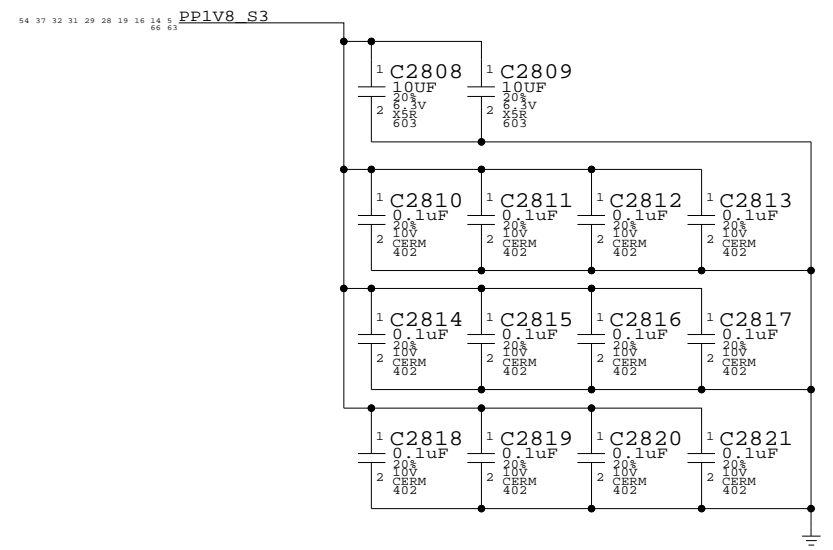 54 37 32 31 29 28 19 16 14 5 PP1V8_S3
66 63
1 C2808 1 C2809
10UF 10UF
20% 20%
6.3V 6.3V
2 X5R 2 X5R
603 603
1 C2810 1 C2811 1 C2812 1 C2813
0.1uF 0.1uF 0.1uF 0.1uF
20% 20% 20% 20%
10V 10V 10V 10V
2 CERM 2 CERM 2 CERM 2 CERM
402 402 402 402
1 C2814 1 C2815 1 C2816 1 C2817
0.1uF 0.1uF 0.1uF 0.1uF
20% 20% 20% 20%
10V 10V 10V 10V
2 CERM 2 CERM 2 CERM 2 CERM
402 402 402 402
1 C2818 1 C2819 1 C2820 1 C2821
0.1uF 0.1uF 0.1uF 0.1uF
20% 20% 20% 20%
10V 10V 10V 10V
2 CERM 2 CERM 2 CERM 2 CERM
402 402 402 402